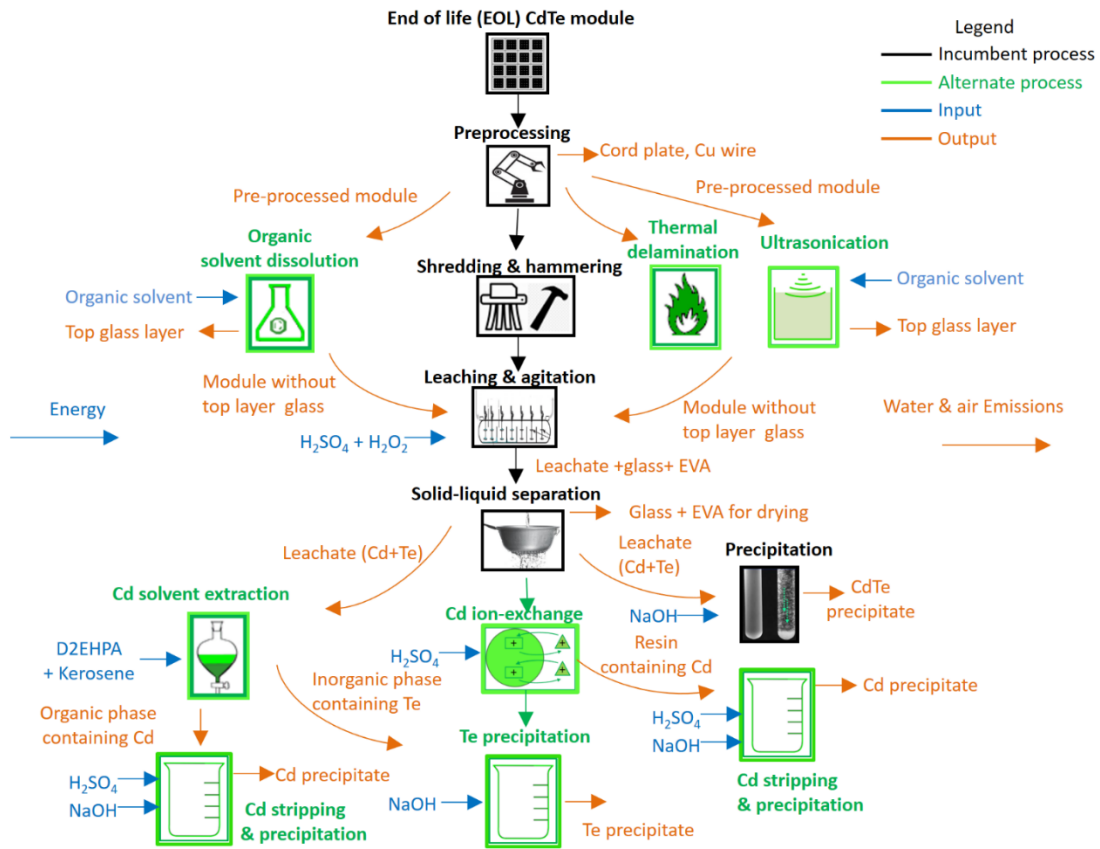 End of life (EOL) CdTe module
Legend
Incumbent process
Alternate process
Input
Output
Preprocessing
Cord plate, Cu wire
Pre-processed module
Pre-processed module
Organic
solvent dissolution
Thermal
delamination
Ultrasonication
Shredding & hammering
Organic solvent
Top glass layer
Organic solvent
Top glass layer
Leaching & agitation
Module without
top layer glass
Energy
H₂SO₄ + H₂O₂
Module without
top layer glass
Water & air Emissions
Leachate +glass+ EVA
Solid-liquid separation
Glass + EVA for drying
Leachate (Cd+Te)
Leachate
(Cd+Te)
Precipitation
NaOH
CdTe
precipitate
Cd solvent extraction
Cd ion-exchange
D2EHPA
+ Kerosene
H₂SO₄
Resin
containing Cd
Inorganic phase
containing Te
Organic phase
containing Cd
Cd precipitate
H₂SO₄
NaOH
Cd stripping
& precipitation
Te precipitation
H₂SO₄
NaOH
Cd precipitate
Cd stripping
& precipitation
NaOH
Te precipitate